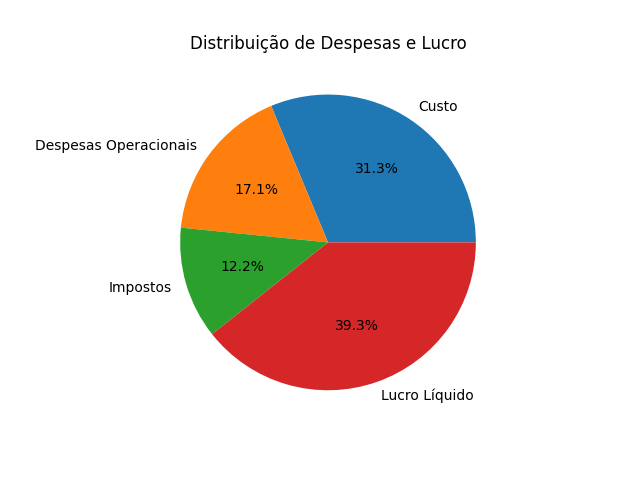 Distribuição de Despesas e Lucro
Custo
31.3%
Despesas Operacionais
17.1%
Impostos
12.2%
Lucro Líquido
39.3%